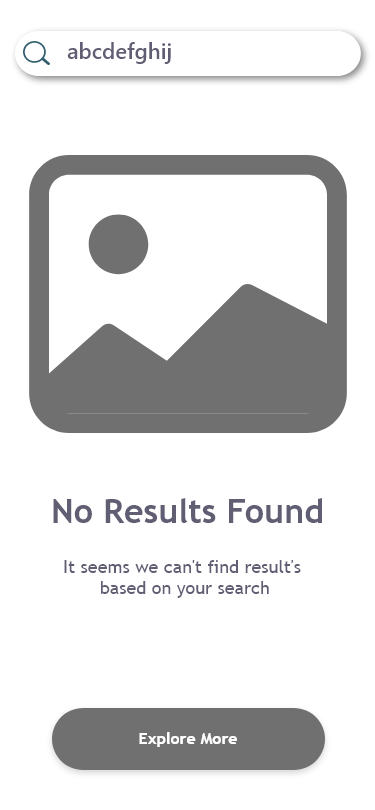 abcdefghij
No Results Found
It seems we can't find result's
based on your search
Explore More